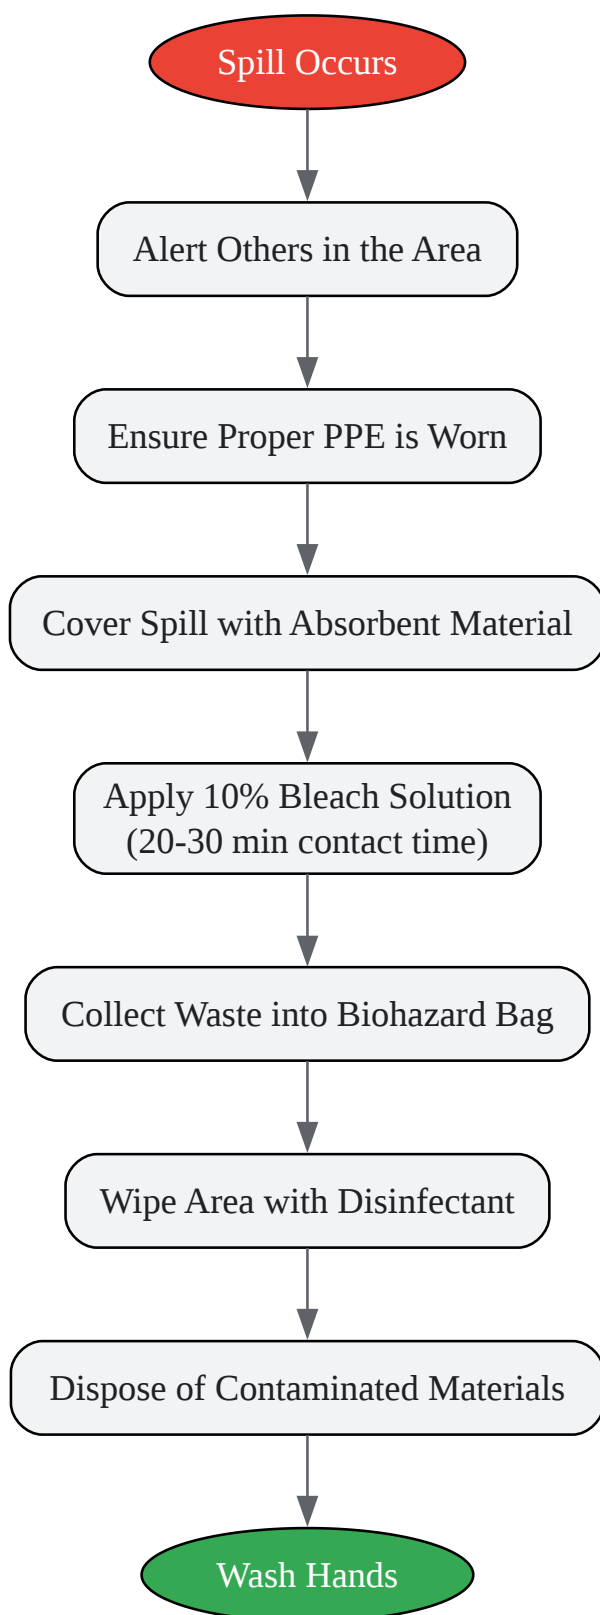 Spill Occurs
Alert Others in the Area
Ensure Proper PPE is Worn
Cover Spill with Absorbent Material
Apply 10% Bleach Solution
(20-30 min contact time)
Collect Waste into Biohazard Bag
Wipe Area with Disinfectant
Dispose of Contaminated Materials
Wash Hands